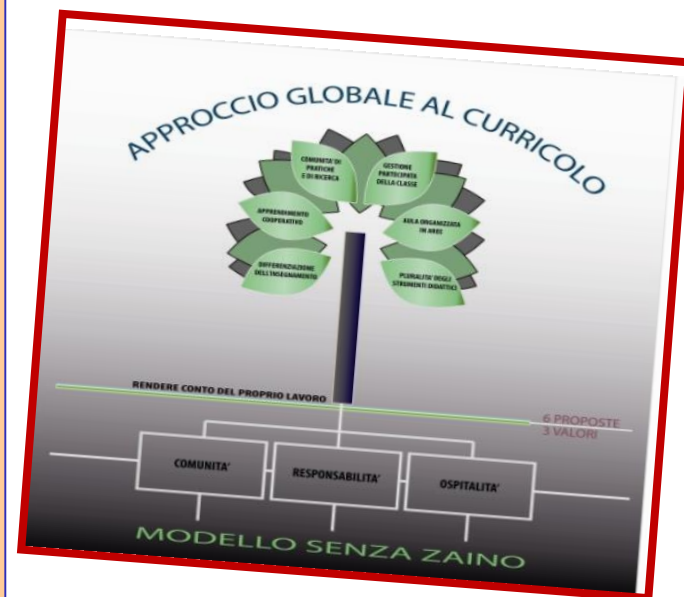 APPROCCIO GLOBALE AL CURRICOLO
COMUNITA' DI
PRATICHE
E DI RICERCA
GESTIONE
PARTECIPATA
DELLA CLASSE
APPRENDIMENTO
COOPERATIVO
AULA ORGANIZZATA
IN AREE
DIFFERENZIAZIONE
DELL'INSEGNAMENTO
PLURALITA' DEGLI
STRUMENTI DIDATTICI
RENDERE CONTO DEL PROPRIO LAVORO
6 PROPOSTE
3 VALORI
COMUNITA'
RESPONSABILITA'
OSPITALITA'
MODELLO SENZA ZAINO